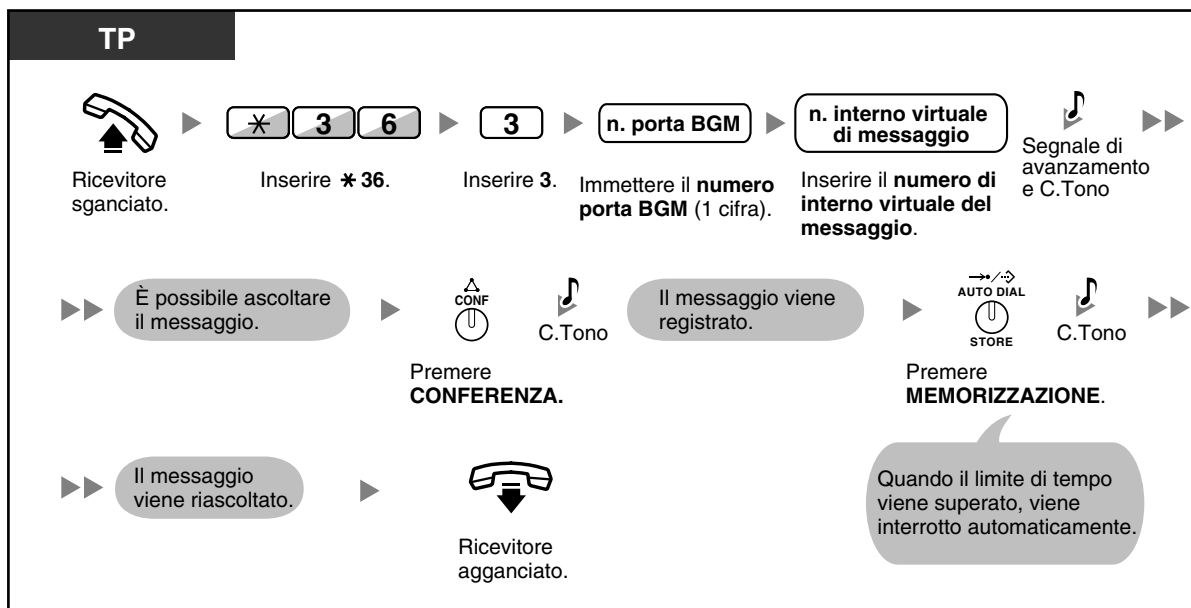 TP
✳ 3 6
3
n. porta BGM
n. interno virtuale
di messaggio
Ricevitore
sganciato.
Inserire ✳ 36.
Inserire 3.
Immettere il numero
porta BGM (1 cifra).
Inserire il numero di
interno virtuale del
messaggio.
Segnale di
avanzamento
e C.Tono
È possibile ascoltare
il messaggio.
CONF
C.Tono
Premere
CONFERENZA.
Il messaggio viene
registrato.
AUTO DIAL
STORE
C.Tono
Premere
MEMORIZZAZIONE.
Quando il limite di tempo
viene superato, viene
interrotto automaticamente.
Il messaggio
viene riascoltato.
Ricevitore
agganciato.